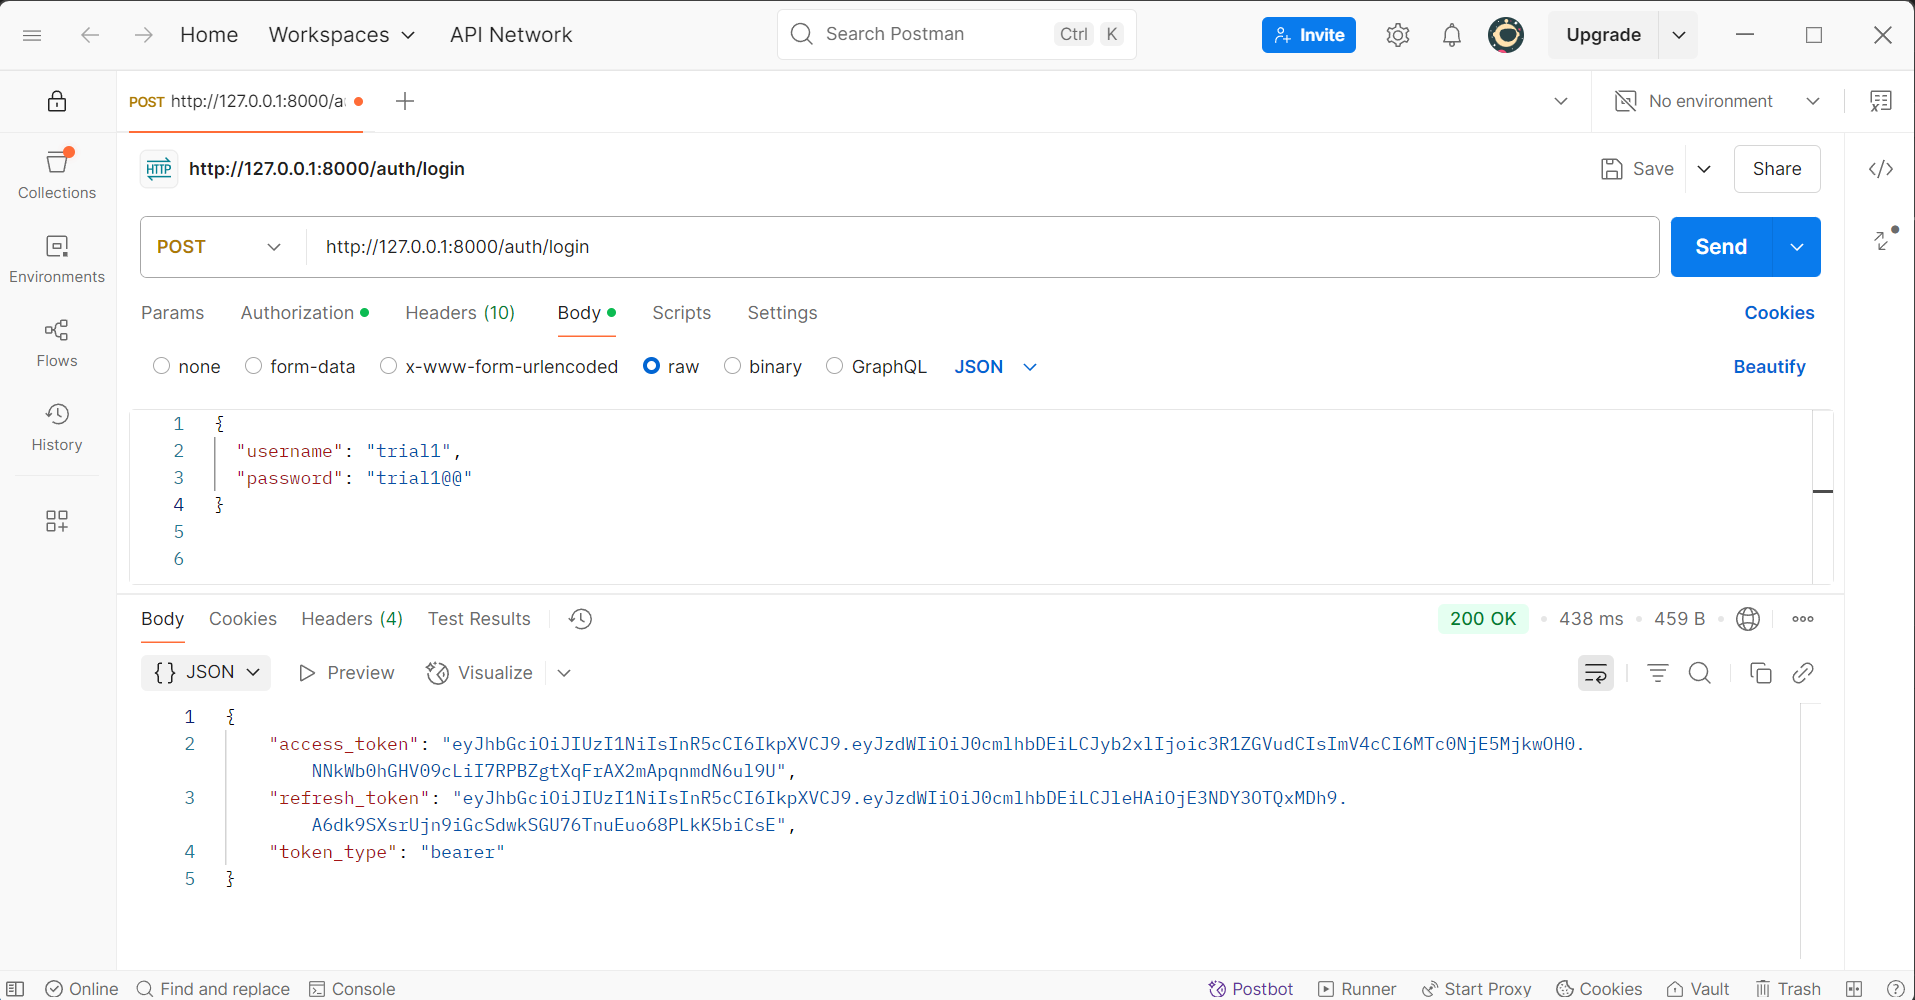 Home Workspaces API Network Search Postman Ctrl K Invite Upgrade
POST http://127.0.0.1:8000/a No environment
Collections
Environments
Flows
History
HTTP http://127.0.0.1:8000/auth/login Save Share
POST http://127.0.0.1:8000/auth/login Send
Params Authorization Headers (10) Body Scripts Settings Cookies
none form-data x-www-form-urlencoded raw binary GraphQL JSON Beautify
1 {
2 "username": "trial1",
3 "password": "trial1@@"
4 }
5
6
Body Cookies Headers (4) Test Results 200 OK • 438 ms • 459 B •
{} JSON Preview Visualize
1 {
2 "access_token": "eyJhbGciOiJIUzI1NiIsInR5cCI6IkpXVCJ9.eyJzdWIiOiJ0cmlhbDEiLCJyb2xlIjoic3R1ZGVudCIsImV4cCI6MTc0NjE5MjkwOH0.
NNkWb0hGHV09cLiI7RPBZgtXqFrAX2mApqnmdN6ul9U",
3 "refresh_token": "eyJhbGciOiJIUzI1NiIsInR5cCI6IkpXVCJ9.eyJzdWIiOiJ0cmlhbDEiLCJleHAiOjE3NDY3OTQxMDh9.
A6dk9SXsrUjn9iGcSdwkSGU76TnuEuo68PLkK5biCsE",
4 "token_type": "bearer"
5 }
Online Find and replace Console Postbot Runner Start Proxy Cookies Vault Trash